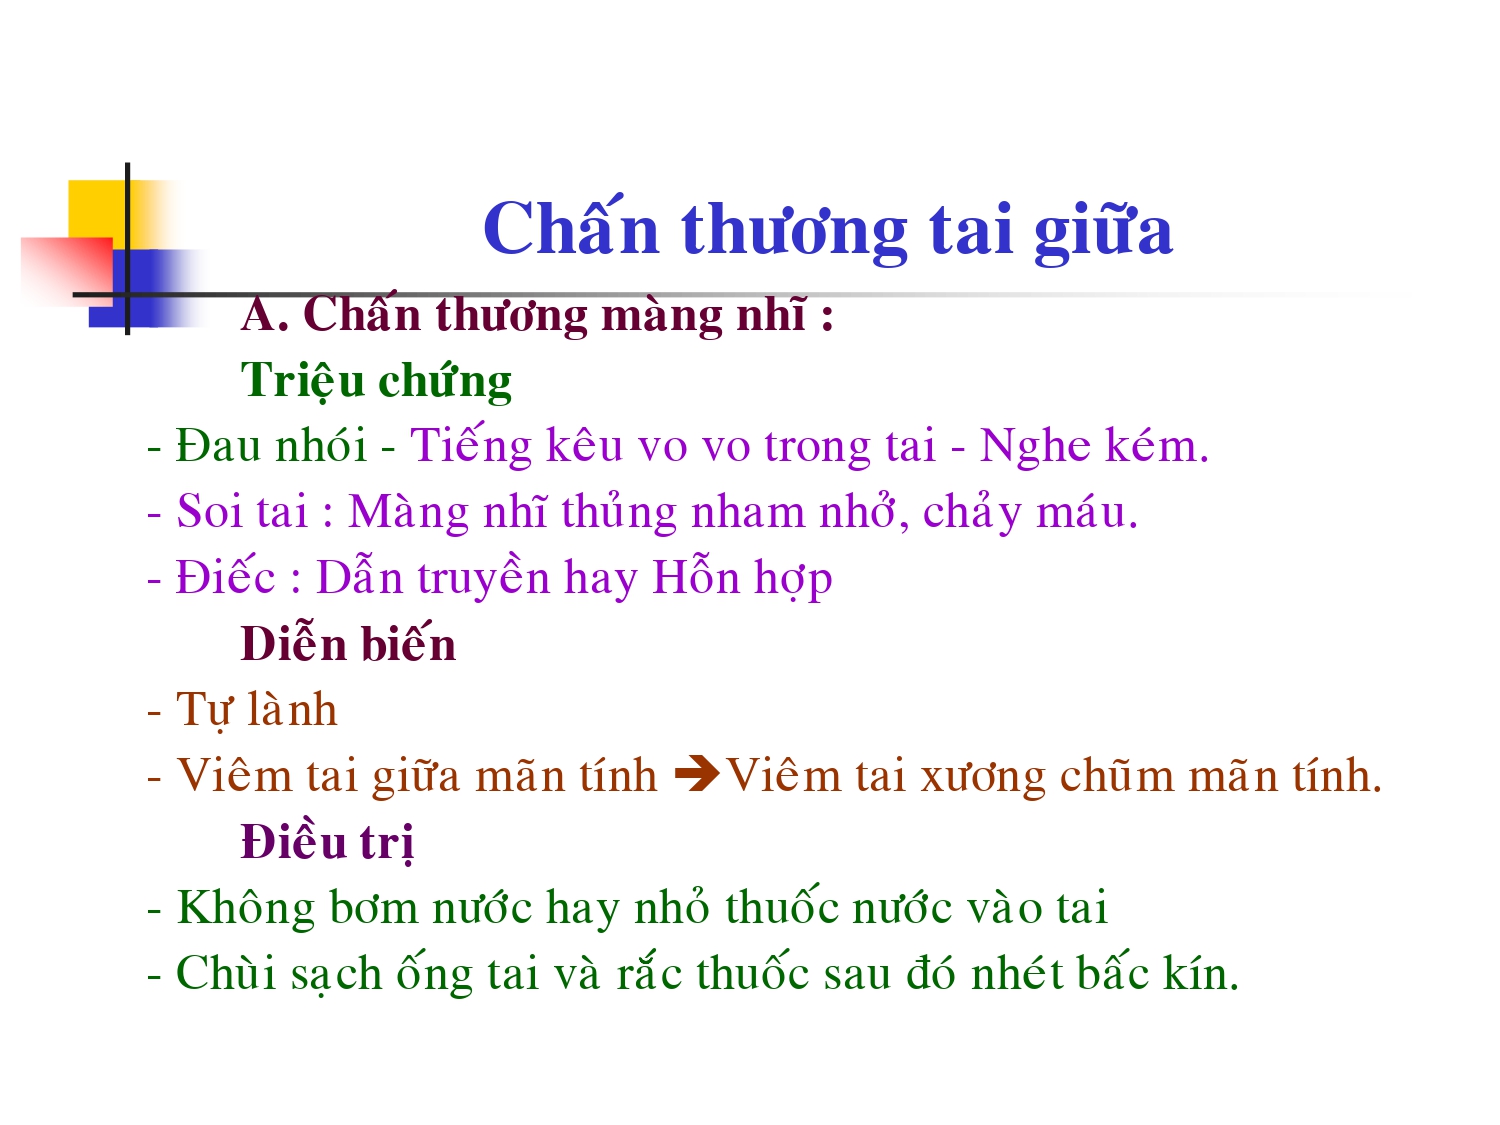 Chấn thương tai giữa
A. Chấn thương màng nhĩ :
Triệu chứng
- Đau nhói - Tiếng kêu vo vo trong tai - Nghe kém.
- Soi tai : Màng nhĩ thủng nham nhở, chảy máu.
- Điếc : Dẫn truyền hay Hỗn hợp
Diễn biến
- Tự lành
- Viêm tai giữa mãn tính ➔Viêm tai xương chũm mãn tính.
Điều trị
- Không bơm nước hay nhỏ thuốc nước vào tai
- Chùi sạch ống tai và rắc thuốc sau đó nhét bấc kín.